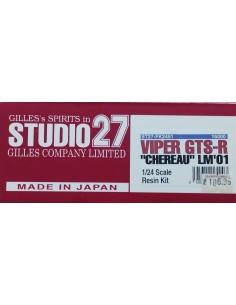 GILLES's SPIRITS in
STUDIO27
GILLES COMPANY LIMITED
MADE IN JAPAN
VIPER GTS-R
"CHEREAU" LM'01
1/24 Scale
Resin Kit